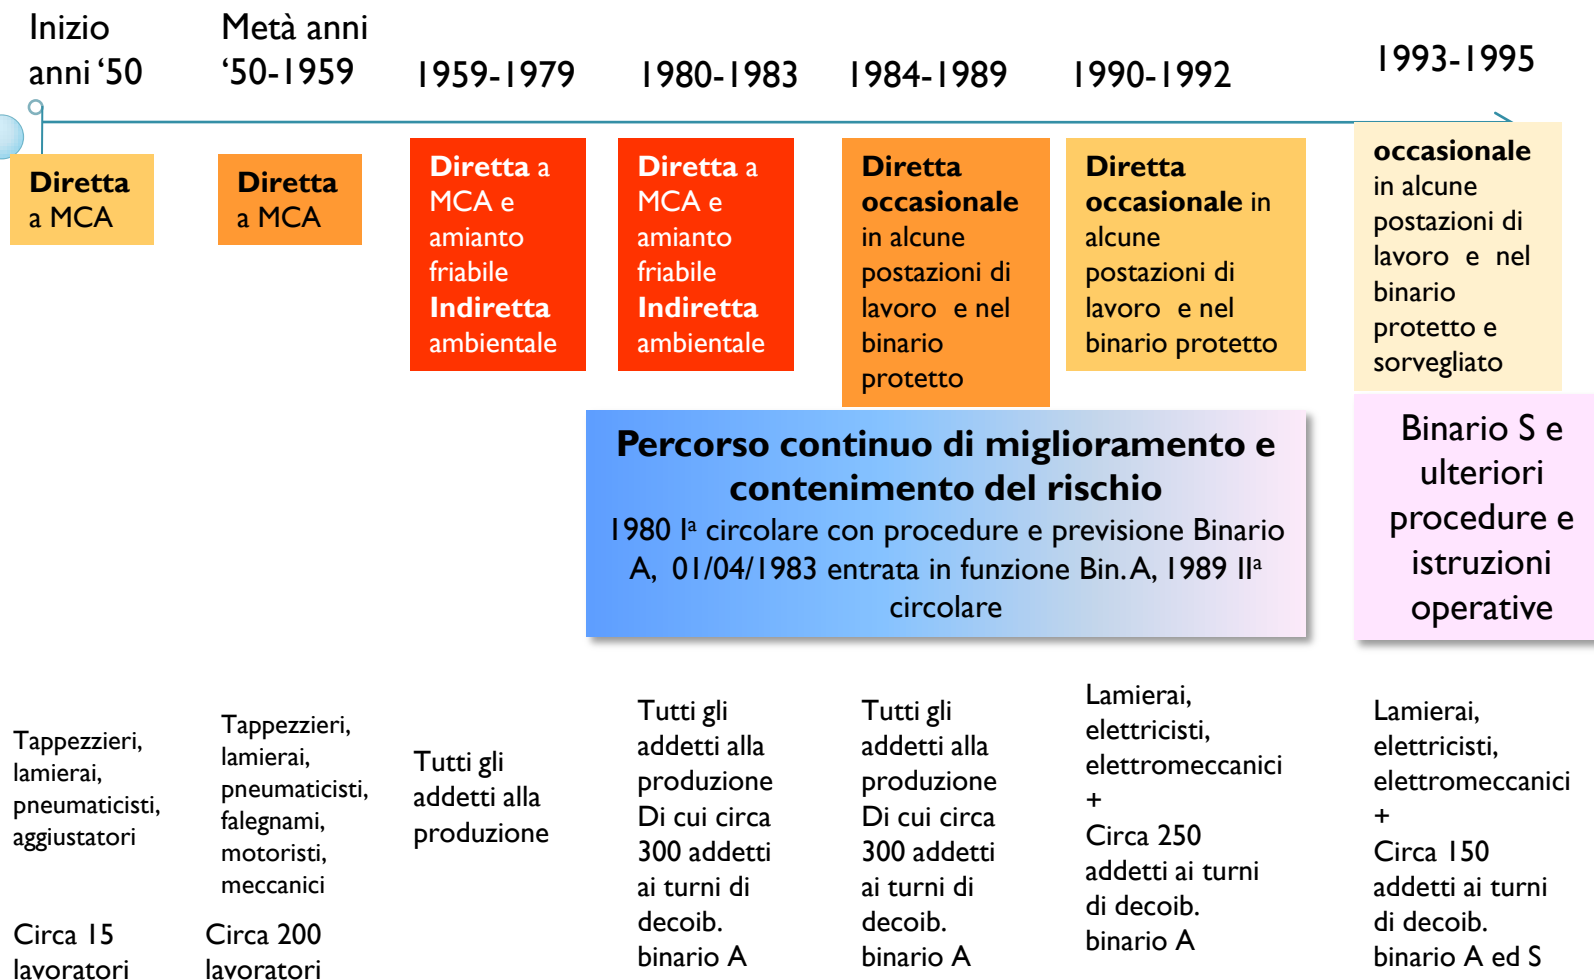 Inizio
anni ‘50
Metà anni
‘50-1959
1959-1979
1980-1983
1984-1989
1990-1992
1993-1995
Diretta
a MCA
Diretta
a MCA
Diretta a
MCA e
amianto
friabile
Indiretta
ambientale
Diretta a
MCA e
amianto
friabile
Indiretta
ambientale
Diretta
occasionale
in alcune
postazioni di
lavoro e nel
binario
protetto
Diretta
occasionale in
alcune
postazioni di
lavoro e nel
binario protetto
occasionale
in alcune
postazioni di
lavoro e nel
binario
protetto e
sorvegliato
Percorso continuo di miglioramento e
contenimento del rischio
1980 Iª circolare con procedure e previsione Binario
A, 01/04/1983 entrata in funzione Bin. A, 1989 IIª
circolare
Binario S e
ulteriori
procedure e
istruzioni
operative
Tappezzieri,
lamierai,
pneumaticisti,
aggiustatori
Circa 15
lavoratori
Tappezzieri,
lamierai,
pneumaticisti,
falegnami,
motoristi,
meccanici
Circa 200
lavoratori
Tutti gli
addetti alla
produzione
Tutti gli
addetti alla
produzione
Di cui circa
300 addetti
ai turni di
decoib.
binario A
Tutti gli
addetti alla
produzione
Di cui circa
300 addetti
ai turni di
decoib.
binario A
Lamierai,
elettricisti,
elettromeccanici
+
Circa 250
addetti ai turni
di decoib.
binario A
Lamierai,
elettricisti,
elettromeccanici
+
Circa 150
addetti ai turni
di decoib.
binario A ed S